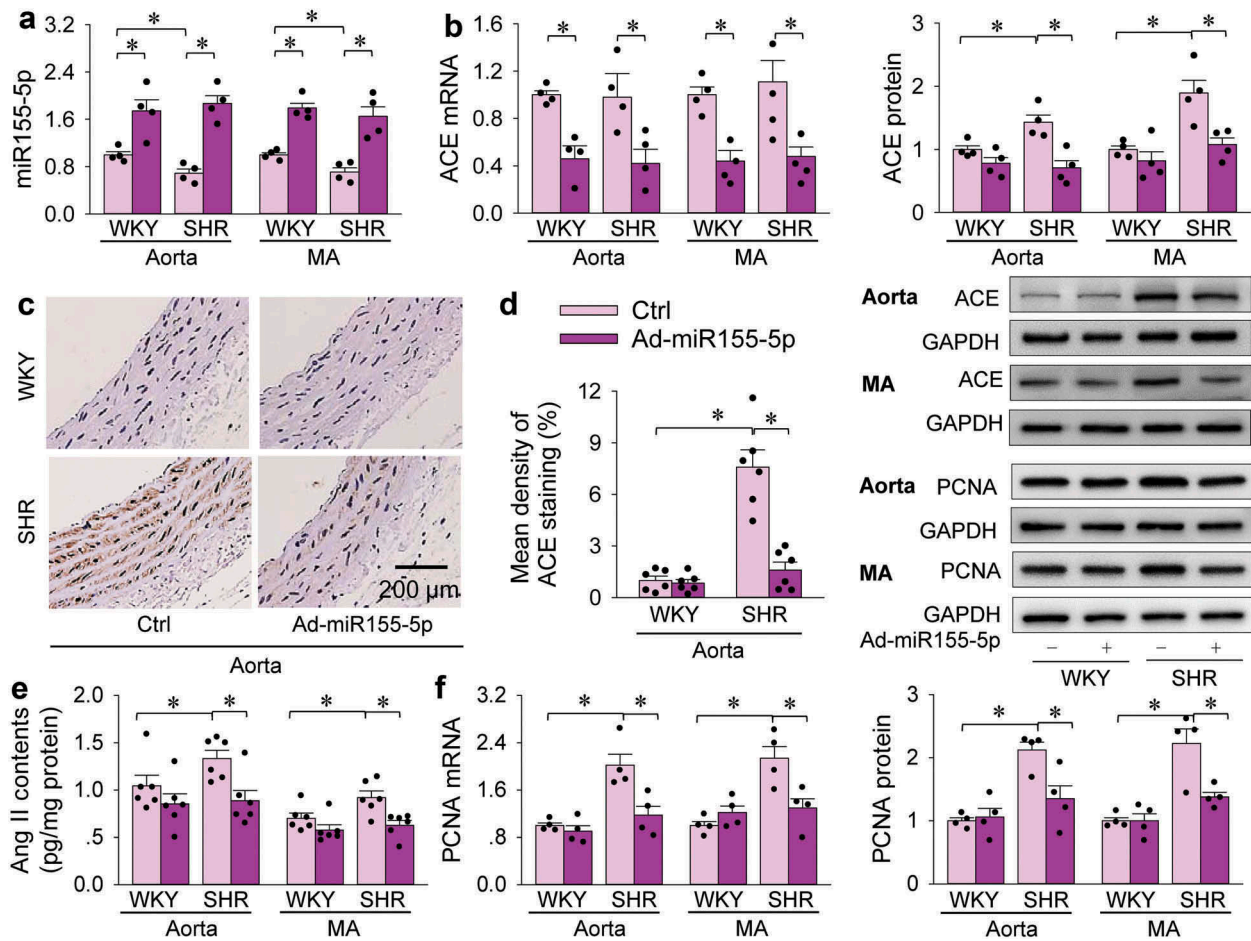 a
miR155-5p
3.2
2.4
1.6
0.8
0.0
* *
* * * *
WKY SHR WKY SHR
Aorta MA
b
ACE mRNA
1.6
1.2
0.8
0.4
0.0
* * * *
WKY SHR WKY SHR
Aorta MA
ACE protein
3
2
1
0
* * * *
WKY SHR WKY SHR
Aorta MA
c
WKY
SHR
200 µm
Ctrl Ad-miR155-5p
Aorta
d
Ctrl
Ad-miR155-5p
Mean density of
ACE staining (%)
12
9
6
3
0
* *
WKY SHR
Aorta
Aorta ACE
GAPDH
MA ACE
GAPDH
Aorta PCNA
GAPDH
MA PCNA
GAPDH
Ad-miR155-5p − + − +
WKY SHR
e
Ang II contents
(pg/mg protein)
2.0
1.5
1.0
.5
0.0
* * * *
WKY SHR WKY SHR
Aorta MA
f
PCNA mRNA
3.2
2.4
1.6
.8
0.0
* * * *
WKY SHR WKY SHR
Aorta MA
PCNA protein
3
2
1
0
* * * *
WKY SHR WKY SHR
Aorta MA